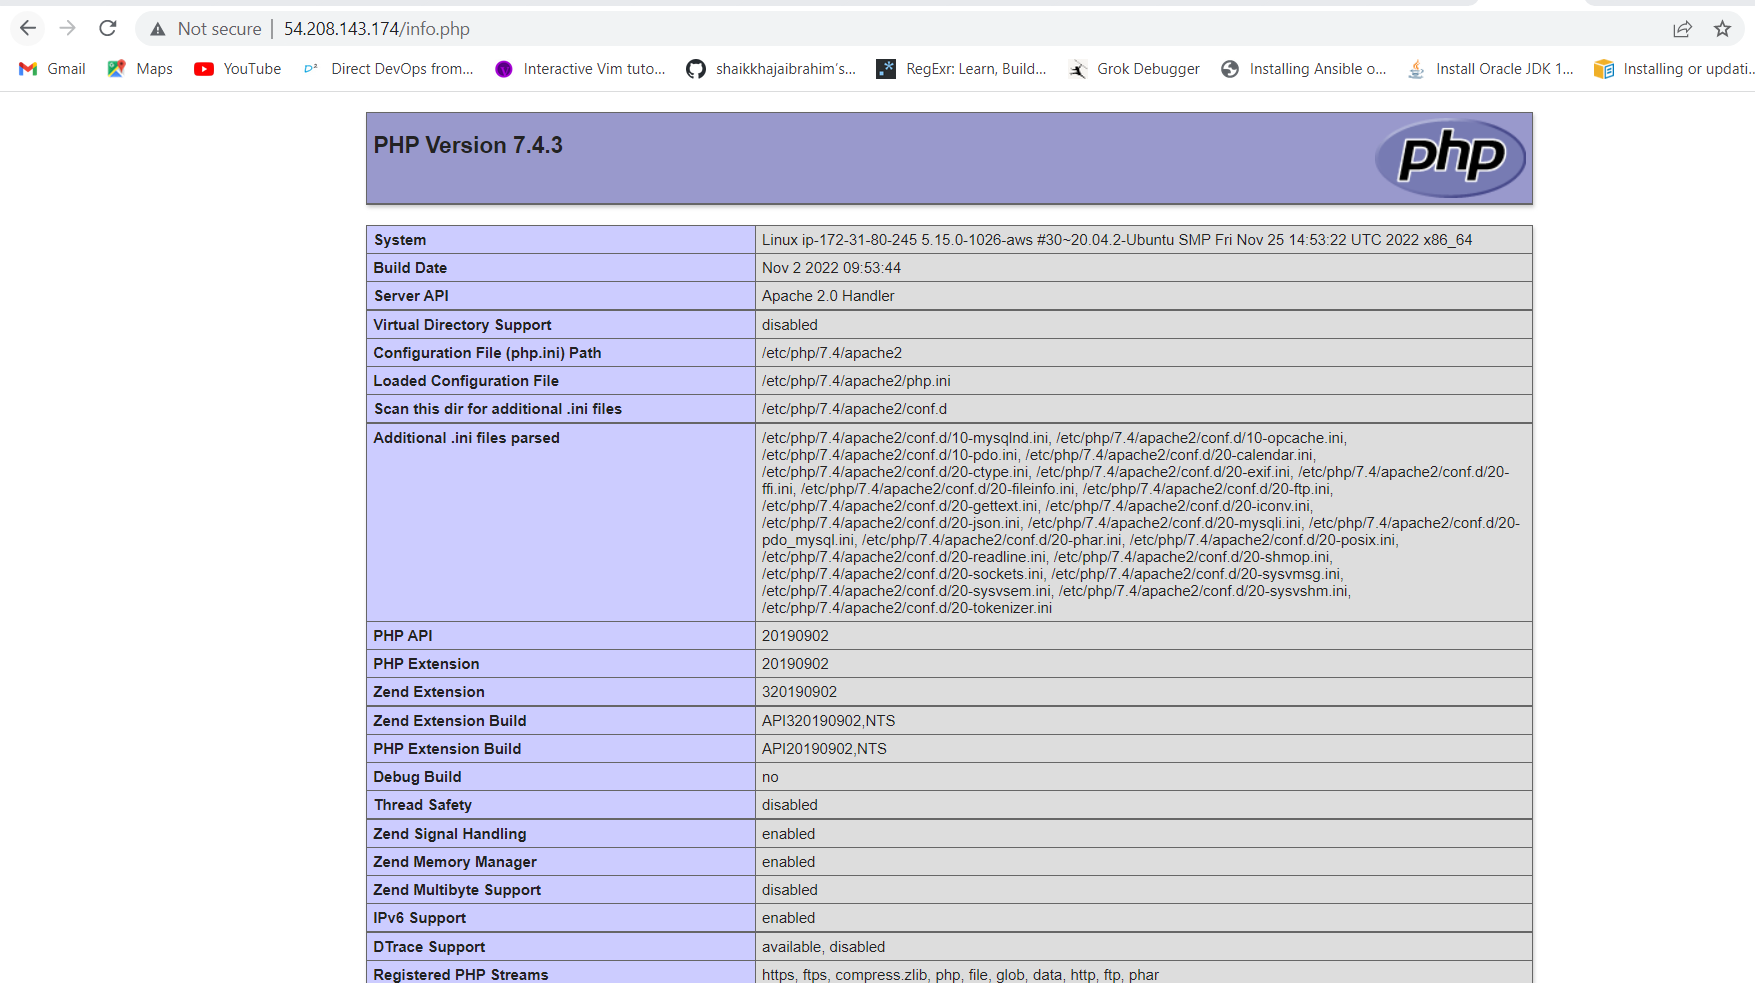 Not secure | 54.208.143.174/info.php
Gmail Maps YouTube D² Direct DevOps from... Interactive Vim tuto... shaikkhajaibrahim's... .* RegExr: Learn, Build... Grok Debugger Installing Ansible o... Install Oracle JDK 1... Installing or updati...
PHP Version 7.4.3 php
System Linux ip-172-31-80-245 5.15.0-1026-aws #30~20.04.2-Ubuntu SMP Fri Nov 25 14:53:22 UTC 2022 x86_64
Build Date Nov 2 2022 09:53:44
Server API Apache 2.0 Handler
Virtual Directory Support disabled
Configuration File (php.ini) Path /etc/php/7.4/apache2
Loaded Configuration File /etc/php/7.4/apache2/php.ini
Scan this dir for additional .ini files /etc/php/7.4/apache2/conf.d
Additional .ini files parsed /etc/php/7.4/apache2/conf.d/10-mysqlnd.ini, /etc/php/7.4/apache2/conf.d/10-opcache.ini,
/etc/php/7.4/apache2/conf.d/10-pdo.ini, /etc/php/7.4/apache2/conf.d/20-calendar.ini,
/etc/php/7.4/apache2/conf.d/20-ctype.ini, /etc/php/7.4/apache2/conf.d/20-exif.ini, /etc/php/7.4/apache2/conf.d/20-
ffi.ini, /etc/php/7.4/apache2/conf.d/20-fileinfo.ini, /etc/php/7.4/apache2/conf.d/20-ftp.ini,
/etc/php/7.4/apache2/conf.d/20-gettext.ini, /etc/php/7.4/apache2/conf.d/20-iconv.ini,
/etc/php/7.4/apache2/conf.d/20-json.ini, /etc/php/7.4/apache2/conf.d/20-mysqli.ini, /etc/php/7.4/apache2/conf.d/20-
pdo_mysql.ini, /etc/php/7.4/apache2/conf.d/20-phar.ini, /etc/php/7.4/apache2/conf.d/20-posix.ini,
/etc/php/7.4/apache2/conf.d/20-readline.ini, /etc/php/7.4/apache2/conf.d/20-shmop.ini,
/etc/php/7.4/apache2/conf.d/20-sockets.ini, /etc/php/7.4/apache2/conf.d/20-sysvmsg.ini,
/etc/php/7.4/apache2/conf.d/20-sysvsem.ini, /etc/php/7.4/apache2/conf.d/20-sysvshm.ini,
/etc/php/7.4/apache2/conf.d/20-tokenizer.ini
PHP API 20190902
PHP Extension 20190902
Zend Extension 320190902
Zend Extension Build API320190902,NTS
PHP Extension Build API20190902,NTS
Debug Build no
Thread Safety disabled
Zend Signal Handling enabled
Zend Memory Manager enabled
Zend Multibyte Support disabled
IPv6 Support enabled
DTrace Support available, disabled
Registered PHP Streams https, ftps, compress.zlib, php, file, glob, data, http, ftp, phar